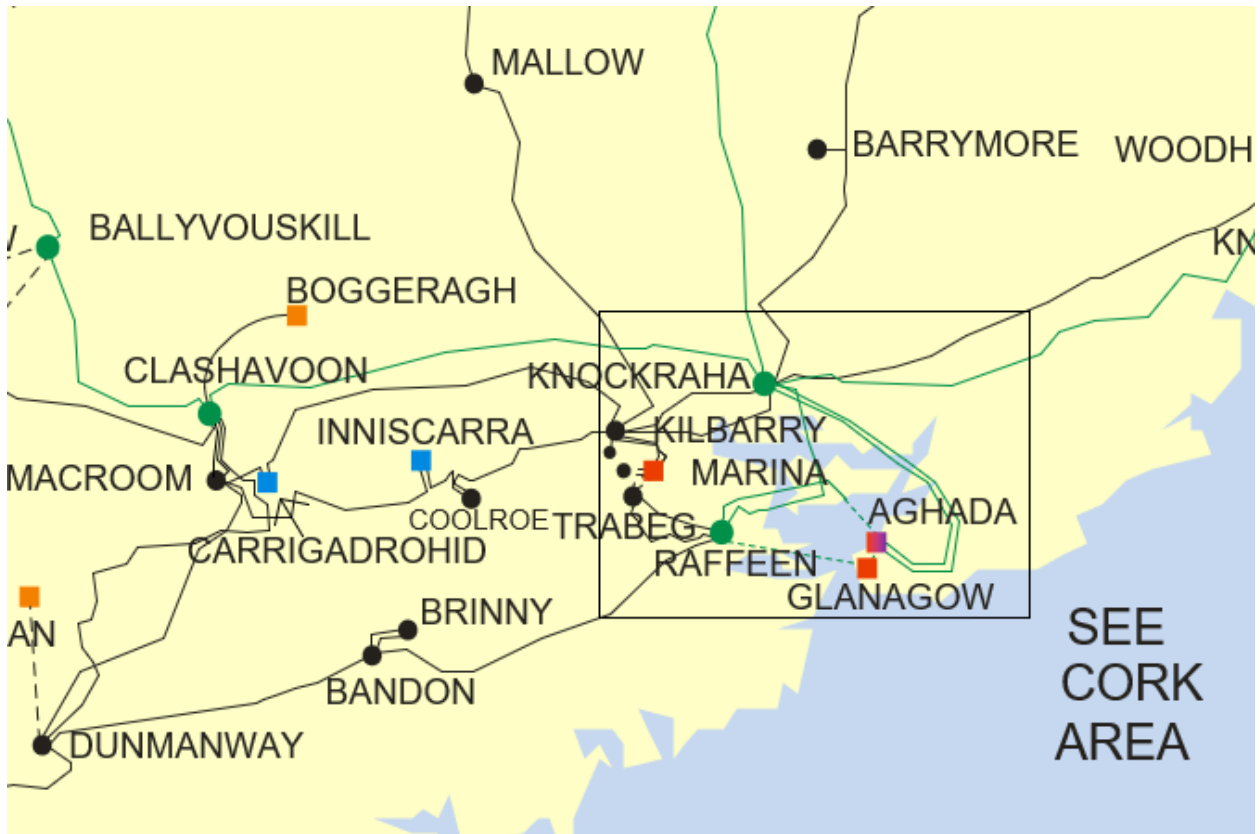 MALLOW
BARRYMORE
WOODH
BALLYVOUSKILL
KN
BOGGERAGH
CLASHAVOON
KNOCKRAHA
INNISCARRA
KILBARRY
MACROOM
MARINA
COOLROE
AGHADA
TRABEG
CARRIGADROHID
RAFFEEN
GLANAGOW
BRINNY
AN
SEE
CORK
AREA
BANDON
DUNMANWAY